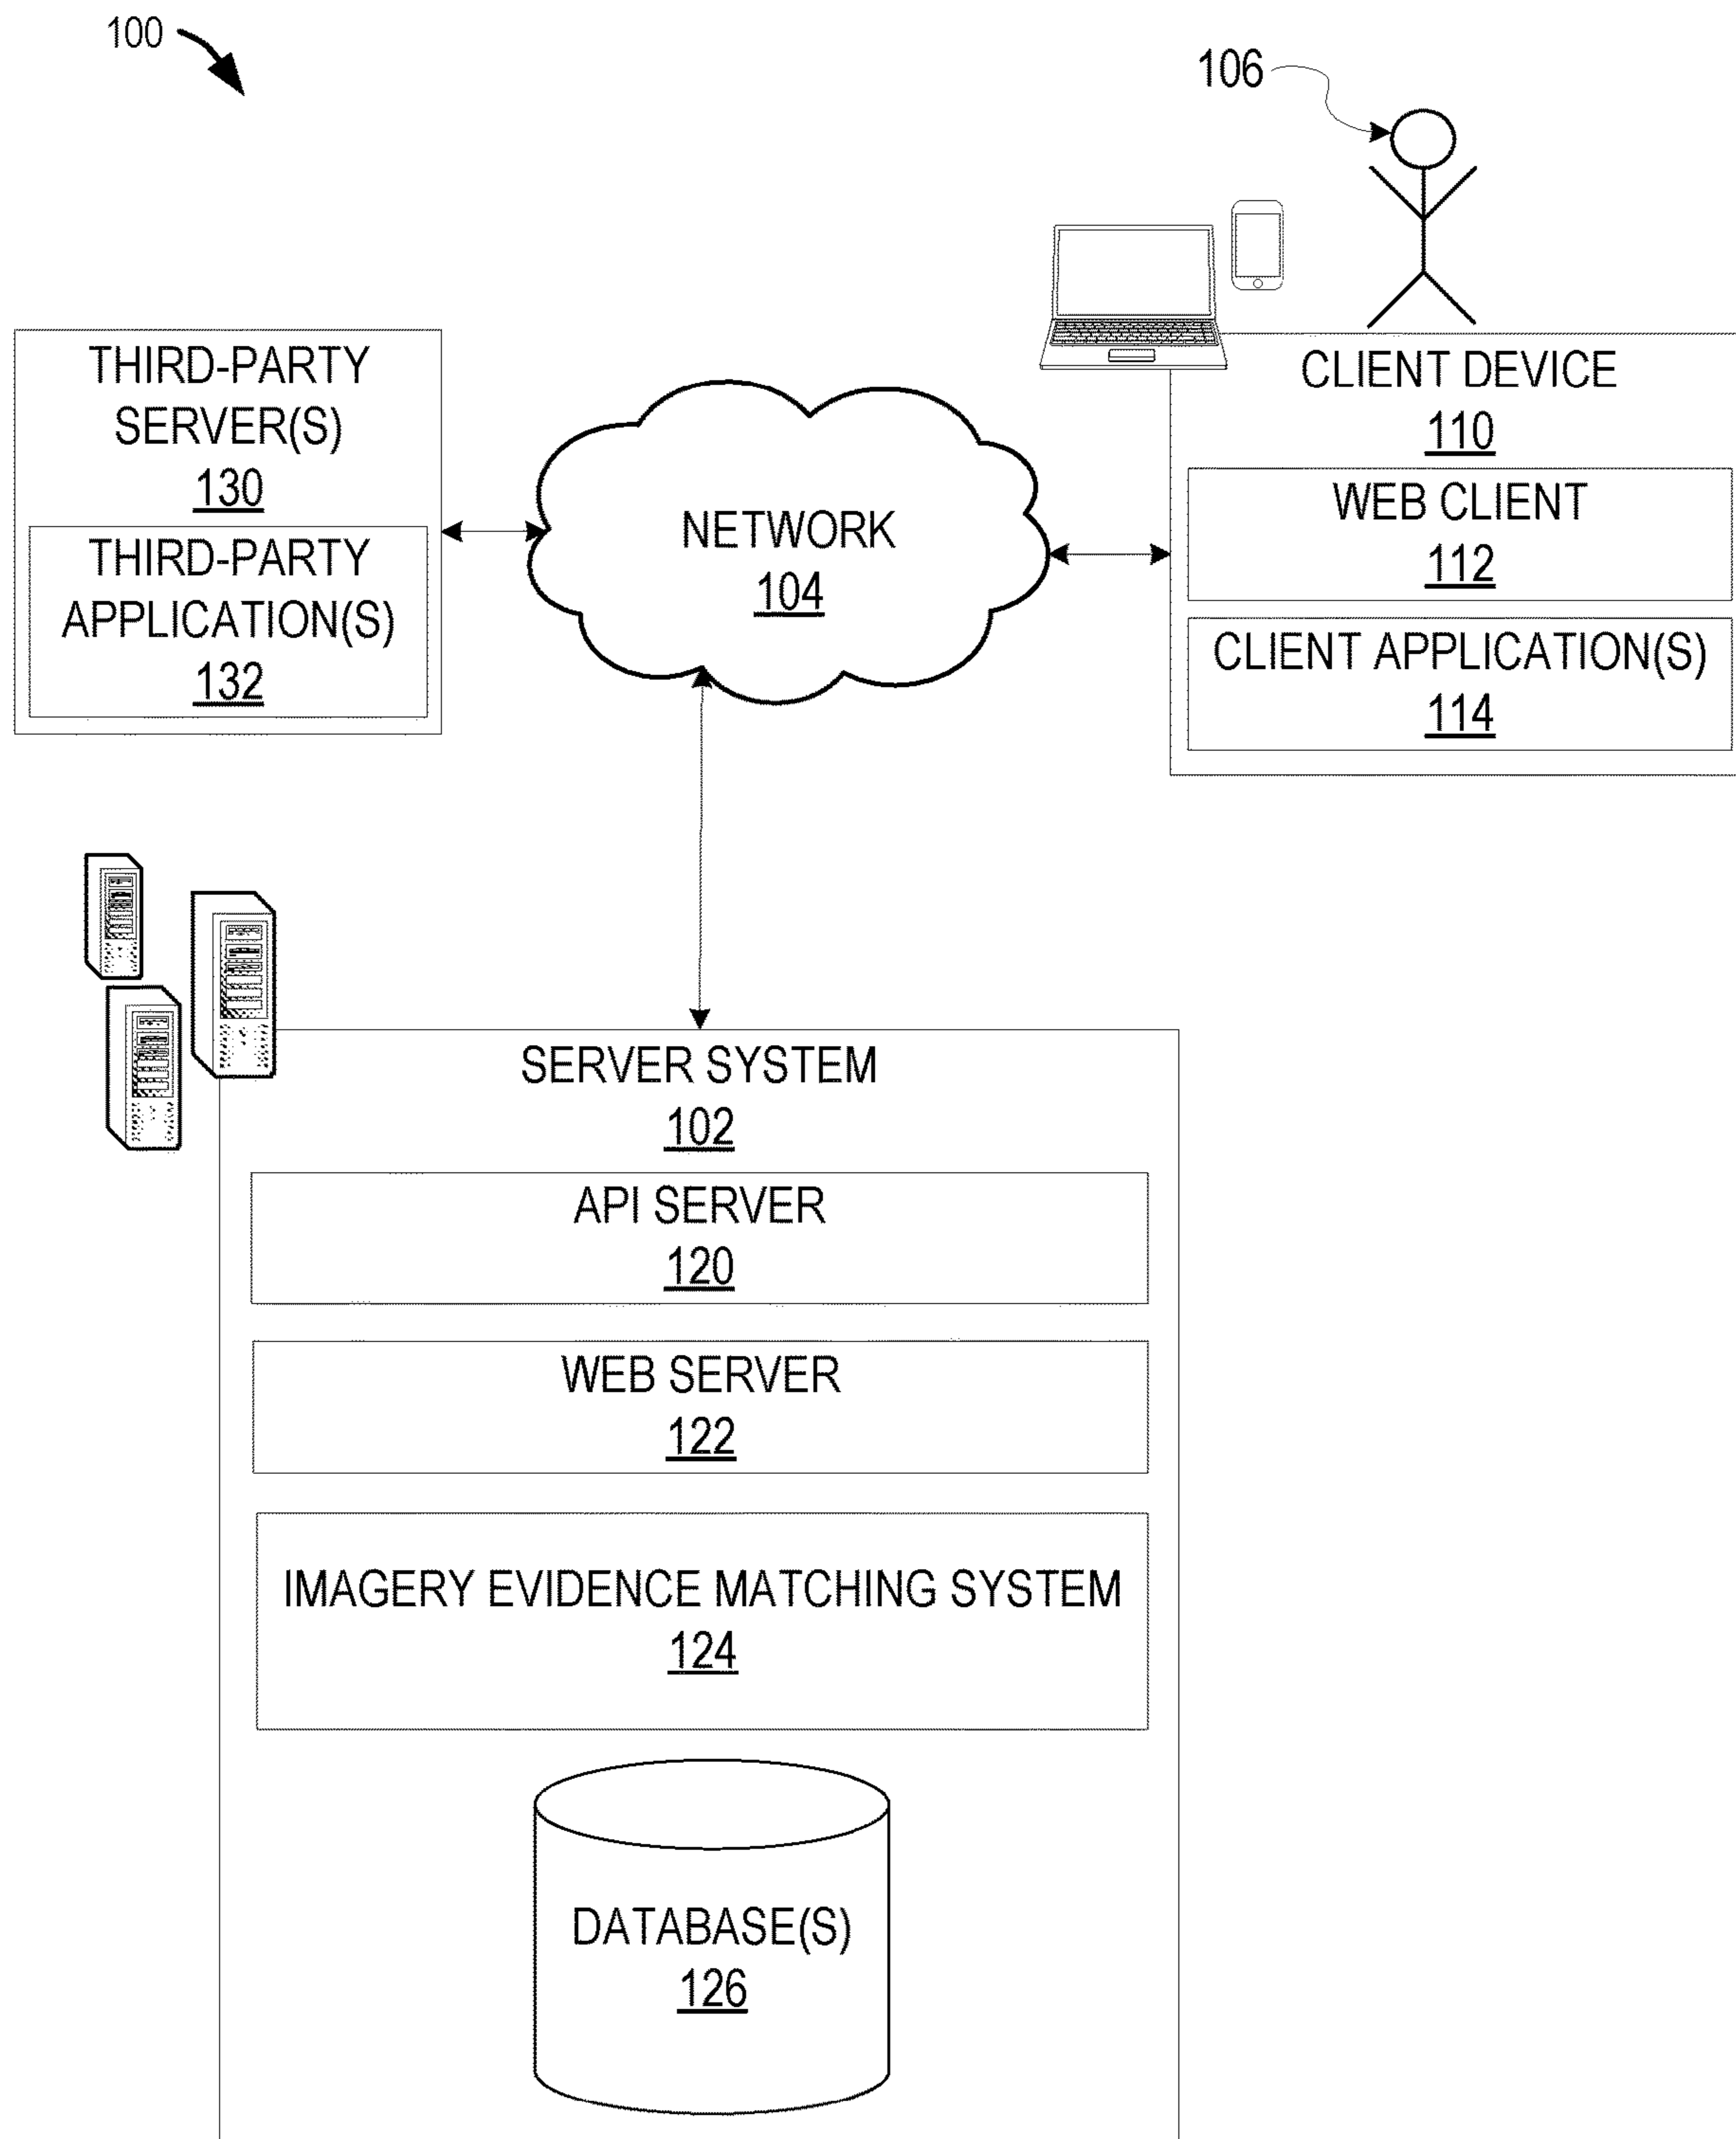 100
106
THIRD-PARTY
SERVER(S)
130
THIRD-PARTY
APPLICATION(S)
132
NETWORK
104
CLIENT DEVICE
110
WEB CLIENT
112
CLIENT APPLICATION(S)
114
SERVER SYSTEM
102
API SERVER
120
WEB SERVER
122
IMAGERY EVIDENCE MATCHING SYSTEM
124
DATABASE(S)
126